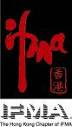 ifma
香港
IFMA
The Hong Kong Chapter of IFMA